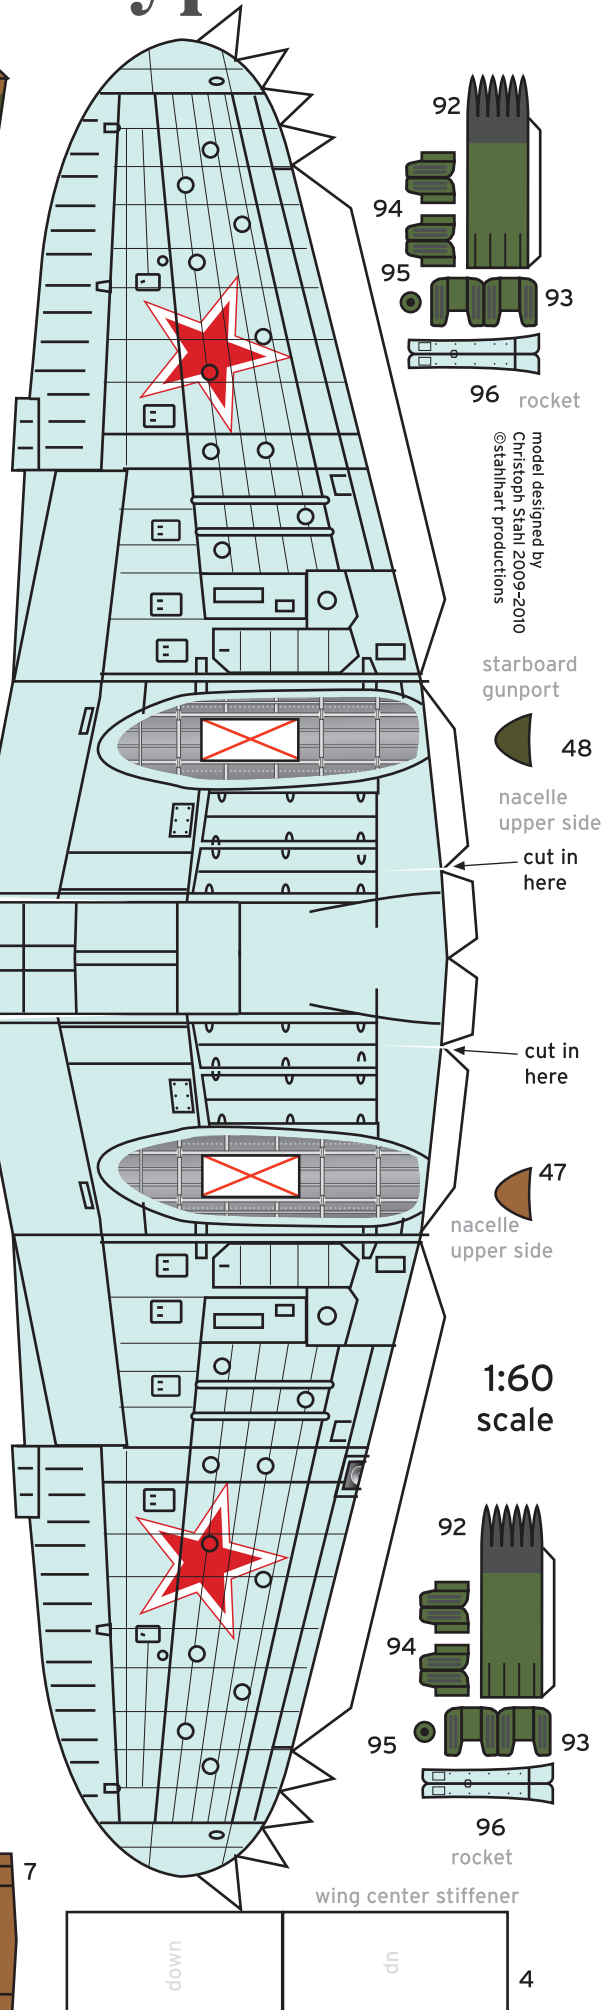 92
94
95
93
96
rocket
model designed by
Christoph Stahl 2009-2010
©stahlhart productions
starboard
gunport
48
nacelle
upper side
cut in
here
cut in
here
47
nacelle
upper side
1:60
scale
92
94
95
93
96
rocket
7
wing center stiffener
down
up
4